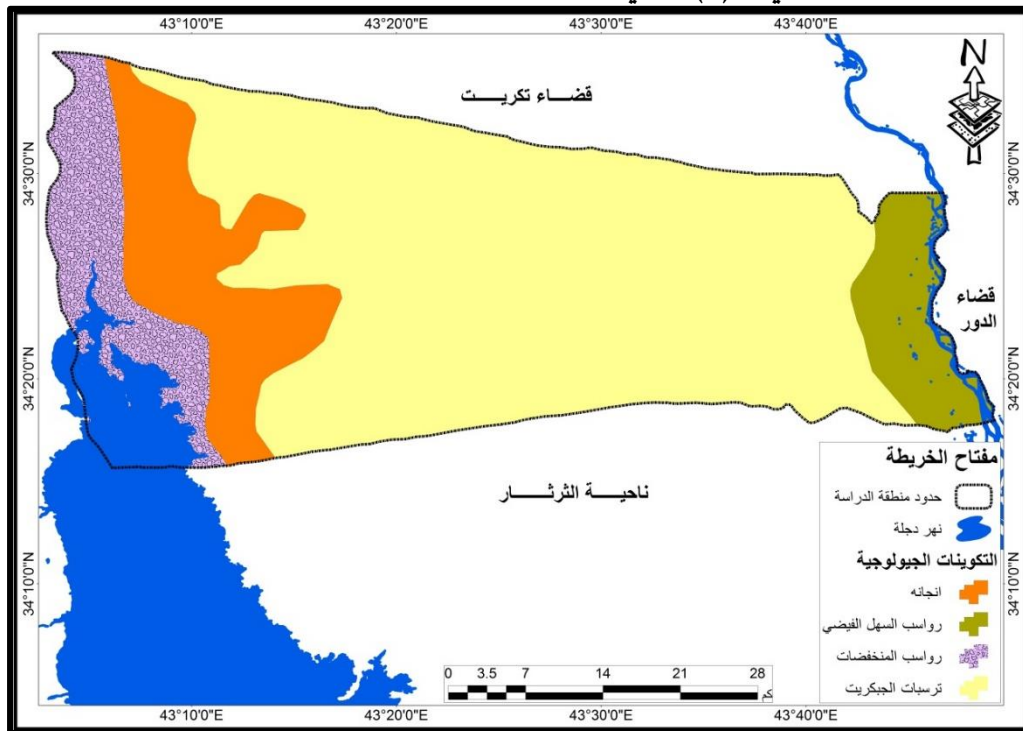 43°10'0"E 43°20'0"E 43°30'0"E 43°40'0"E
N
قضـــاء تكريـــــت
34°30'0"N 34°30'0"N
قضاء
الدور
34°20'0"N 34°20'0"N
ناحيـــة الثرثـــــار
34°10'0"N 34°10'0"N
مفتاح الخريطة
حدود منطقة الدراسة
نهر دجلة
التكوينات الجيولوجية
انجانه
رواسب السهل الفيضي
رواسب المنخفضات
ترسبات الجبكريت
0 3.5 7 14 21 28
كم
43°10'0"E 43°20'0"E 43°30'0"E 43°40'0"E